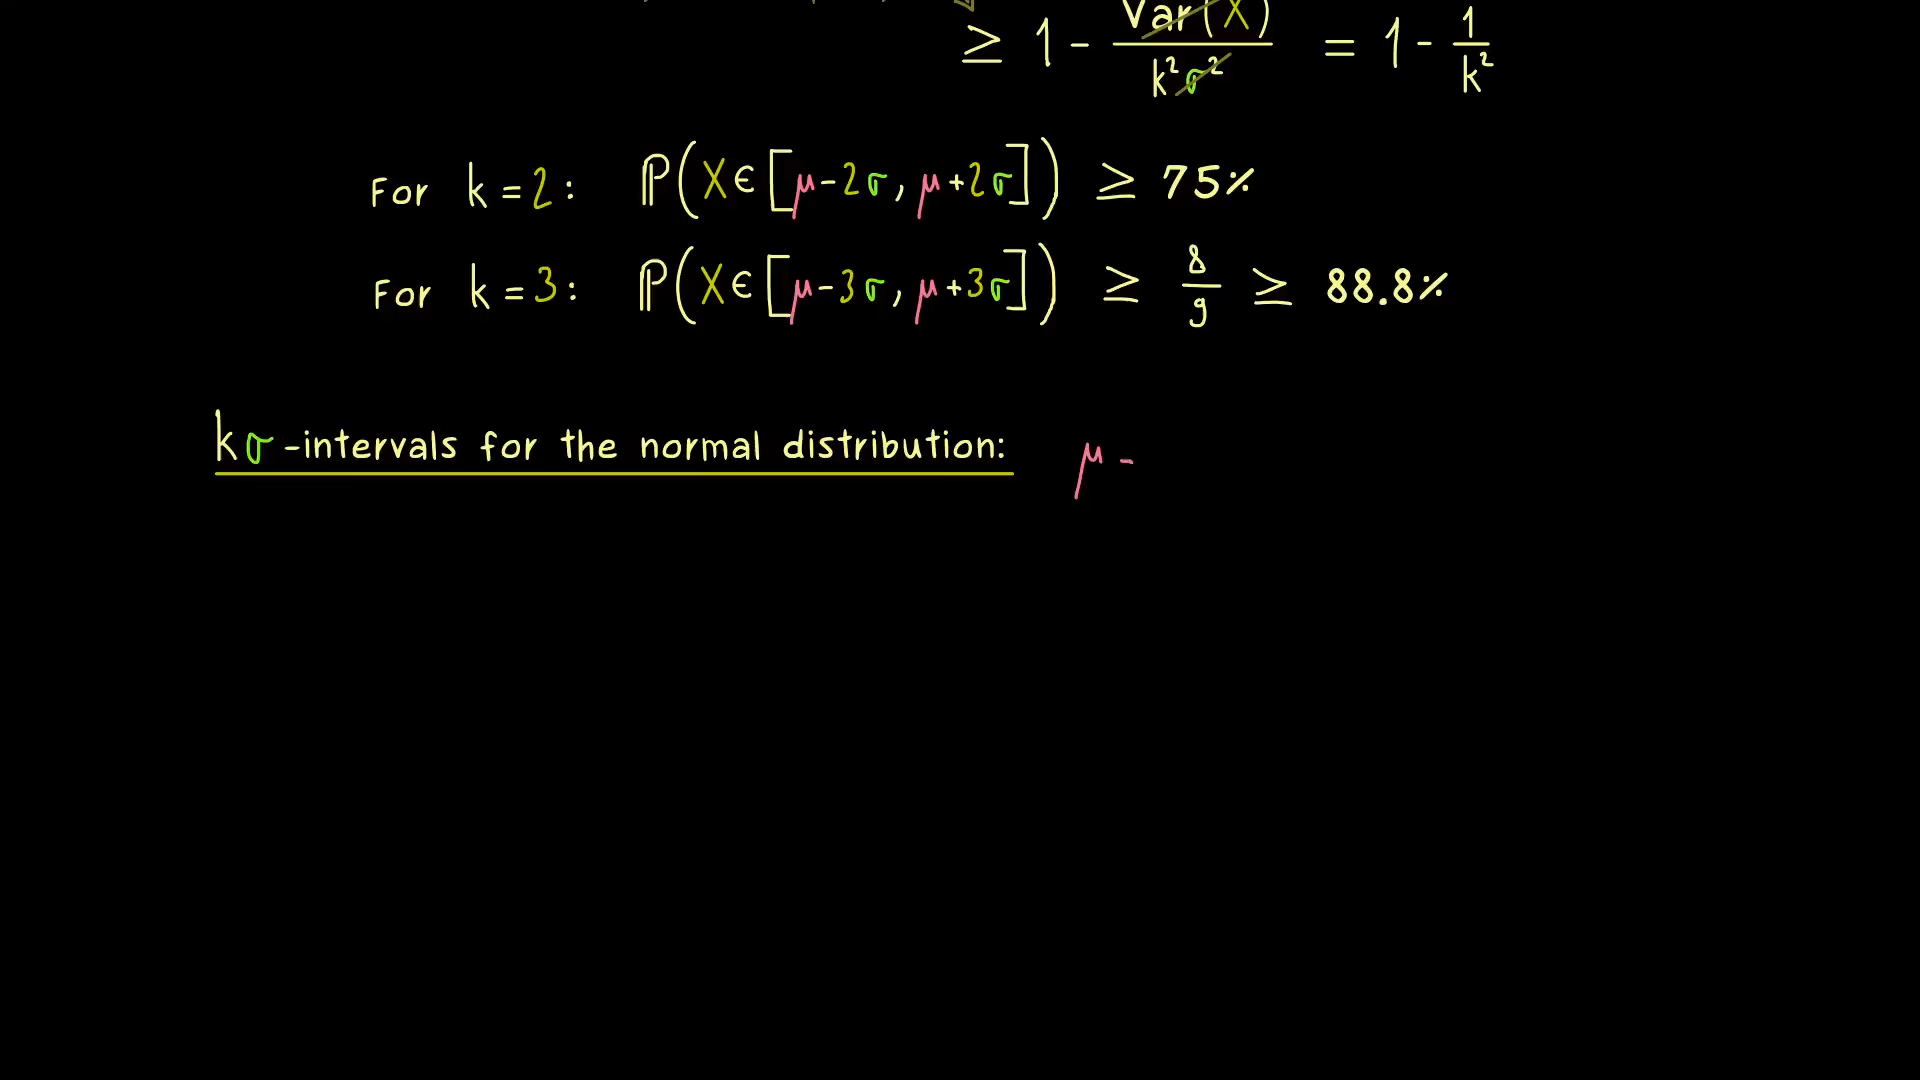 ≥ 1 - Var(X) / k²σ² = 1 - 1 / k²
For k = 2 : ℙ(X ∈ [μ-2σ, μ+2σ]) ≥ 75%
For k = 3 : ℙ(X ∈ [μ-3σ, μ+3σ]) ≥ 8/9 ≥ 88.8%
kσ-intervals for the normal distribution: μ -